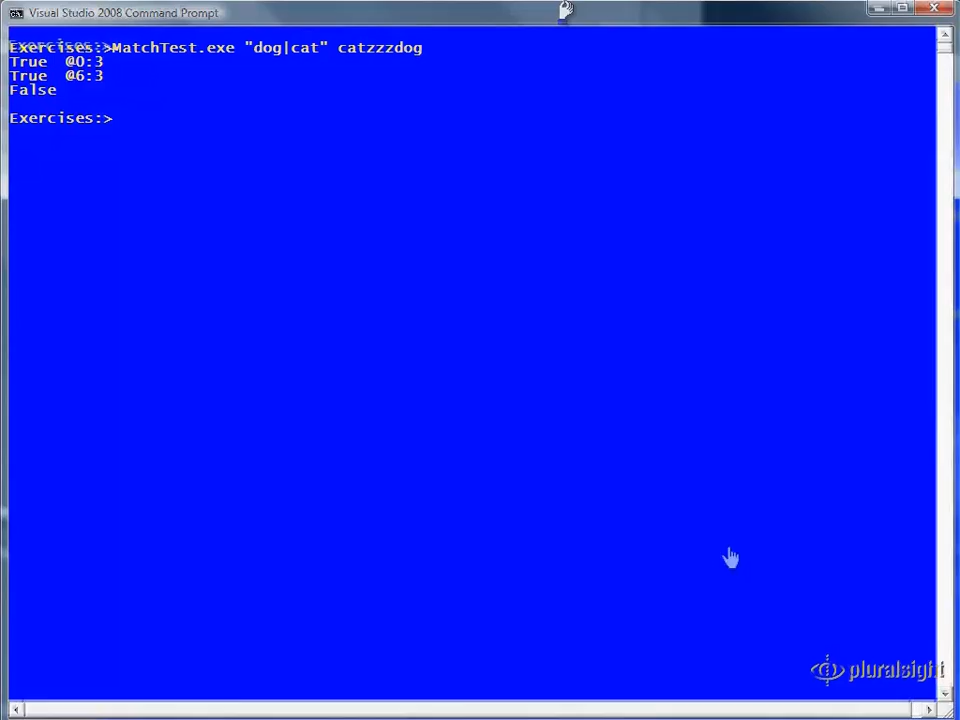 Visual Studio 2008 Command Prompt
Exercises:>MatchTest.exe "dog|cat" catzzzdog
True  @0:3
True  @6:3
False
Exercises:>
pluralsight